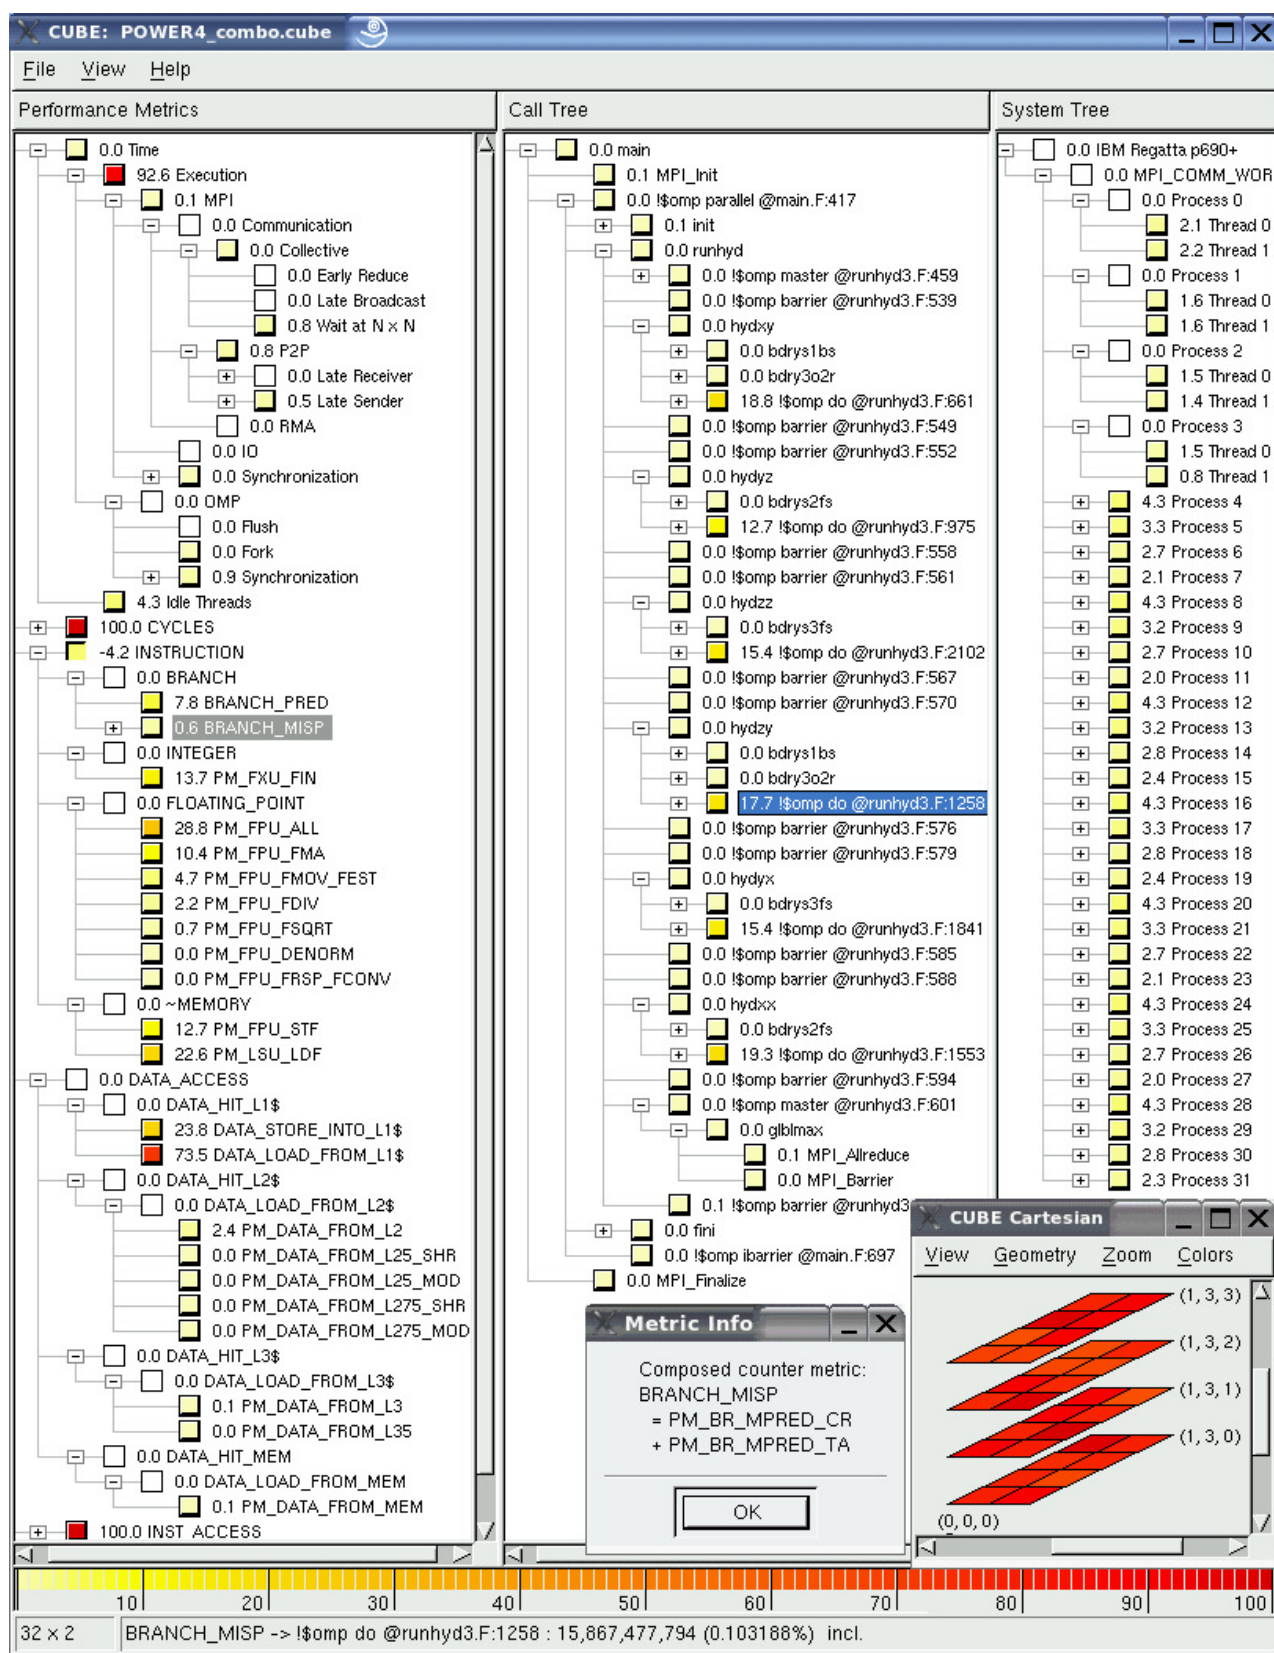 CUBE: POWER4_combo.cube
File View Help
Performance Metrics
0.0 Time
92.6 Execution
0.1 MPI
0.0 Communication
0.0 Collective
0.0 Early Reduce
0.0 Late Broadcast
0.8 Wait at N x N
0.8 P2P
0.0 Late Receiver
0.5 Late Sender
0.0 RMA
0.0 IO
0.0 Synchronization
0.0 OMP
0.0 Flush
0.0 Fork
0.9 Synchronization
4.3 Idle Threads
100.0 CYCLES
-4.2 INSTRUCTION
0.0 BRANCH
7.8 BRANCH_PRED
0.6 BRANCH_MISP
0.0 INTEGER
13.7 PM_FXU_FIN
0.0 FLOATING_POINT
28.8 PM_FPU_ALL
10.4 PM_FPU_FMA
4.7 PM_FPU_FMOV_FEST
2.2 PM_FPU_FDIV
0.7 PM_FPU_FSQRT
0.0 PM_FPU_DENORM
0.0 PM_FPU_FRSP_FCONV
0.0 ~MEMORY
12.7 PM_FPU_STF
22.6 PM_LSU_LDF
0.0 DATA_ACCESS
0.0 DATA_HIT_L1$
23.8 DATA_STORE_INTO_L1$
73.5 DATA_LOAD_FROM_L1$
0.0 DATA_HIT_L2$
0.0 DATA_LOAD_FROM_L2$
2.4 PM_DATA_FROM_L2
0.0 PM_DATA_FROM_L25_SHR
0.0 PM_DATA_FROM_L25_MOD
0.0 PM_DATA_FROM_L275_SHR
0.0 PM_DATA_FROM_L275_MOD
0.0 DATA_HIT_L3$
0.0 DATA_LOAD_FROM_L3$
0.1 PM_DATA_FROM_L3
0.0 PM_DATA_FROM_L35
0.0 DATA_HIT_MEM
0.0 DATA_LOAD_FROM_MEM
0.1 PM_DATA_FROM_MEM
100.0 INST_ACCESS
Call Tree
0.0 main
0.1 MPI_Init
0.0 !$omp parallel @main.F:417
0.1 init
0.0 runhyd
0.0 !$omp master @runhyd3.F:459
0.0 !$omp barrier @runhyd3.F:539
0.0 hydxy
0.0 bdrys1bs
0.0 bdry3o2r
18.8 !$omp do @runhyd3.F:661
0.0 !$omp barrier @runhyd3.F:549
0.0 !$omp barrier @runhyd3.F:552
0.0 hydyz
0.0 bdrys2fs
12.7 !$omp do @runhyd3.F:975
0.0 !$omp barrier @runhyd3.F:558
0.0 !$omp barrier @runhyd3.F:561
0.0 hydzz
0.0 bdrys3fs
15.4 !$omp do @runhyd3.F:2102
0.0 !$omp barrier @runhyd3.F:567
0.0 !$omp barrier @runhyd3.F:570
0.0 hydzy
0.0 bdrys1bs
0.0 bdry3o2r
17.7 !$omp do @runhyd3.F:1258
0.0 !$omp barrier @runhyd3.F:576
0.0 !$omp barrier @runhyd3.F:579
0.0 hydyx
0.0 bdrys3fs
15.4 !$omp do @runhyd3.F:1841
0.0 !$omp barrier @runhyd3.F:585
0.0 !$omp barrier @runhyd3.F:588
0.0 hydxx
0.0 bdrys2fs
19.3 !$omp do @runhyd3.F:1553
0.0 !$omp barrier @runhyd3.F:594
0.0 !$omp master @runhyd3.F:601
0.0 glblmax
0.1 MPI_Allreduce
0.0 MPI_Barrier
0.1 !$omp barrier @runhyd3
0.0 fini
0.0 !$omp ibarrier @main.F:697
0.0 MPI_Finalize
System Tree
0.0 IBM Regatta p690+
0.0 MPI_COMM_WOR
0.0 Process 0
2.1 Thread 0
2.2 Thread 1
0.0 Process 1
1.6 Thread 0
1.6 Thread 1
0.0 Process 2
1.5 Thread 0
1.4 Thread 1
0.0 Process 3
1.5 Thread 0
0.8 Thread 1
4.3 Process 4
3.3 Process 5
2.7 Process 6
2.1 Process 7
4.3 Process 8
3.2 Process 9
2.7 Process 10
2.0 Process 11
4.3 Process 12
3.2 Process 13
2.8 Process 14
2.4 Process 15
4.3 Process 16
3.3 Process 17
2.8 Process 18
2.4 Process 19
4.3 Process 20
3.3 Process 21
2.7 Process 22
2.1 Process 23
4.3 Process 24
3.3 Process 25
2.7 Process 26
2.0 Process 27
4.3 Process 28
3.2 Process 29
2.8 Process 30
2.3 Process 31
Metric Info
Composed counter metric:
BRANCH_MISP
= PM_BR_MPRED_CR
+ PM_BR_MPRED_TA
OK
CUBE Cartesian
View Geometry Zoom Colors
(1, 3, 3)
(1, 3, 2)
(1, 3, 1)
(1, 3, 0)
(0, 0, 0)
10 20 30 40 50 60 70 80 90 100
32 x 2 BRANCH_MISP -> !$omp do @runhyd3.F:1258 : 15,867,477,794 (0.103188%) incl.